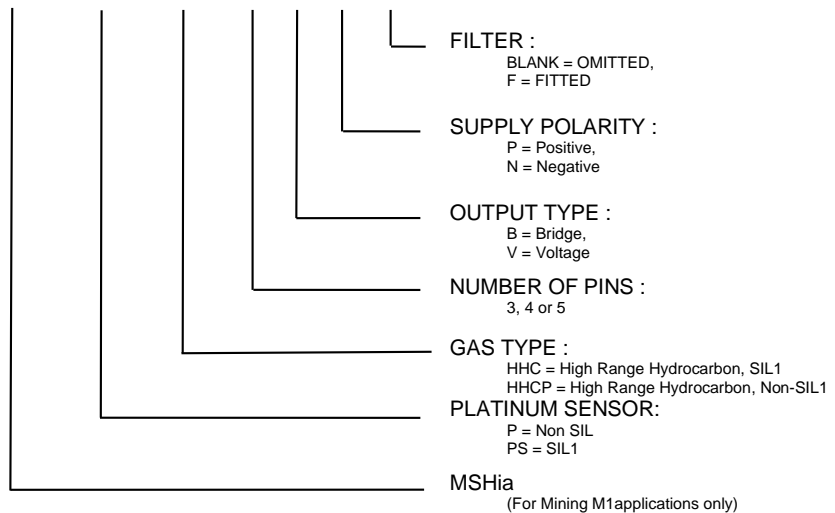 FILTER :
BLANK = OMITTED,
F = FITTED
SUPPLY POLARITY :
P = Positive,
N = Negative
OUTPUT TYPE :
B = Bridge,
V = Voltage
NUMBER OF PINS :
3, 4 or 5
GAS TYPE :
HHC = High Range Hydrocarbon, SIL1
HHCP = High Range Hydrocarbon, Non-SIL1
PLATINUM SENSOR:
P = Non SIL
PS = SIL1
MSHia
(For Mining M1applications only)